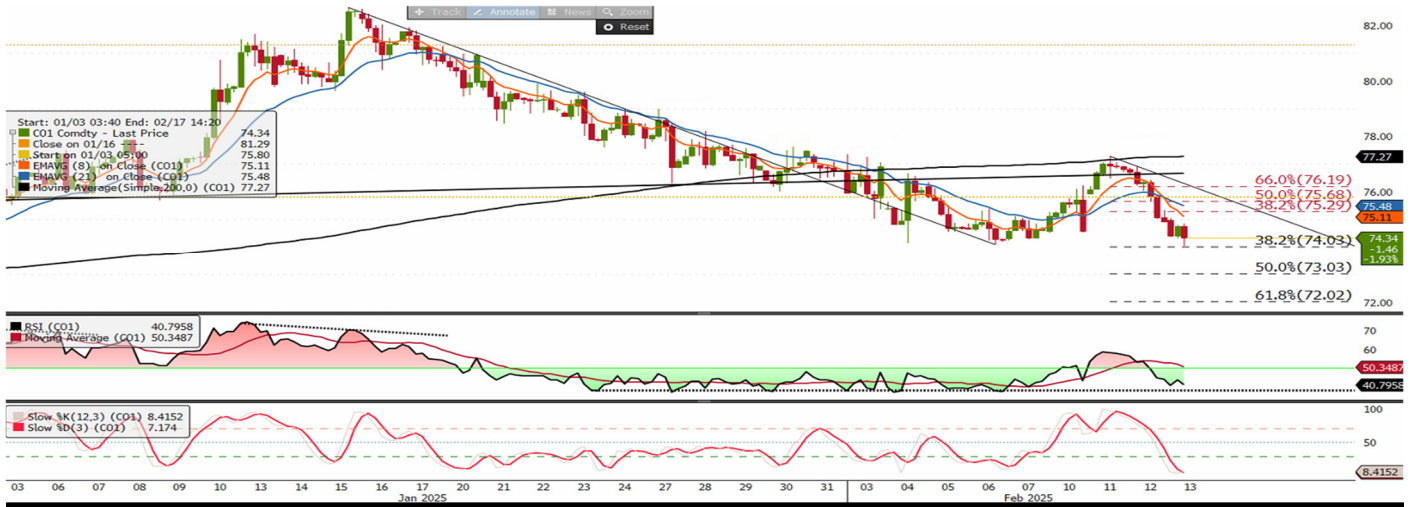 Track Annotate News Zoom
Reset
82.00
80.00
78.00
76.00
72.00
Start: 01/03 03:40 End: 02/17 14:20
CO1 Comdty - Last Price 74.34
Close on 01/16 ---- 81.29
Start on 01/03 05:00 75.80
EMAVG (8) on Close (CO1) 75.11
EMAVG (21) on Close (CO1) 75.48
Moving Average(Simple,200,0) (CO1) 77.27
77.27
66.0%(76.19)
50.0%(75.68)
38.2%(75.29)
75.48
75.11
74.34
-1.46
-1.93%
38.2%(74.03)
50.0%(73.03)
61.8%(72.02)
RSI (CO1) 40.7958
Moving Average (CO1) 50.3487
70
60
50.3487
40.7958
Slow %K(12,3) (CO1) 8.4152
Slow %D(3) (CO1) 7.174
100
50
8.4152
03 06 07 08 09 10 13 14 15 16 17 20 21 22 23 24 27 28 29 30 31 03 04 05 06 07 10 11 12 13
Jan 2025 Feb 2025